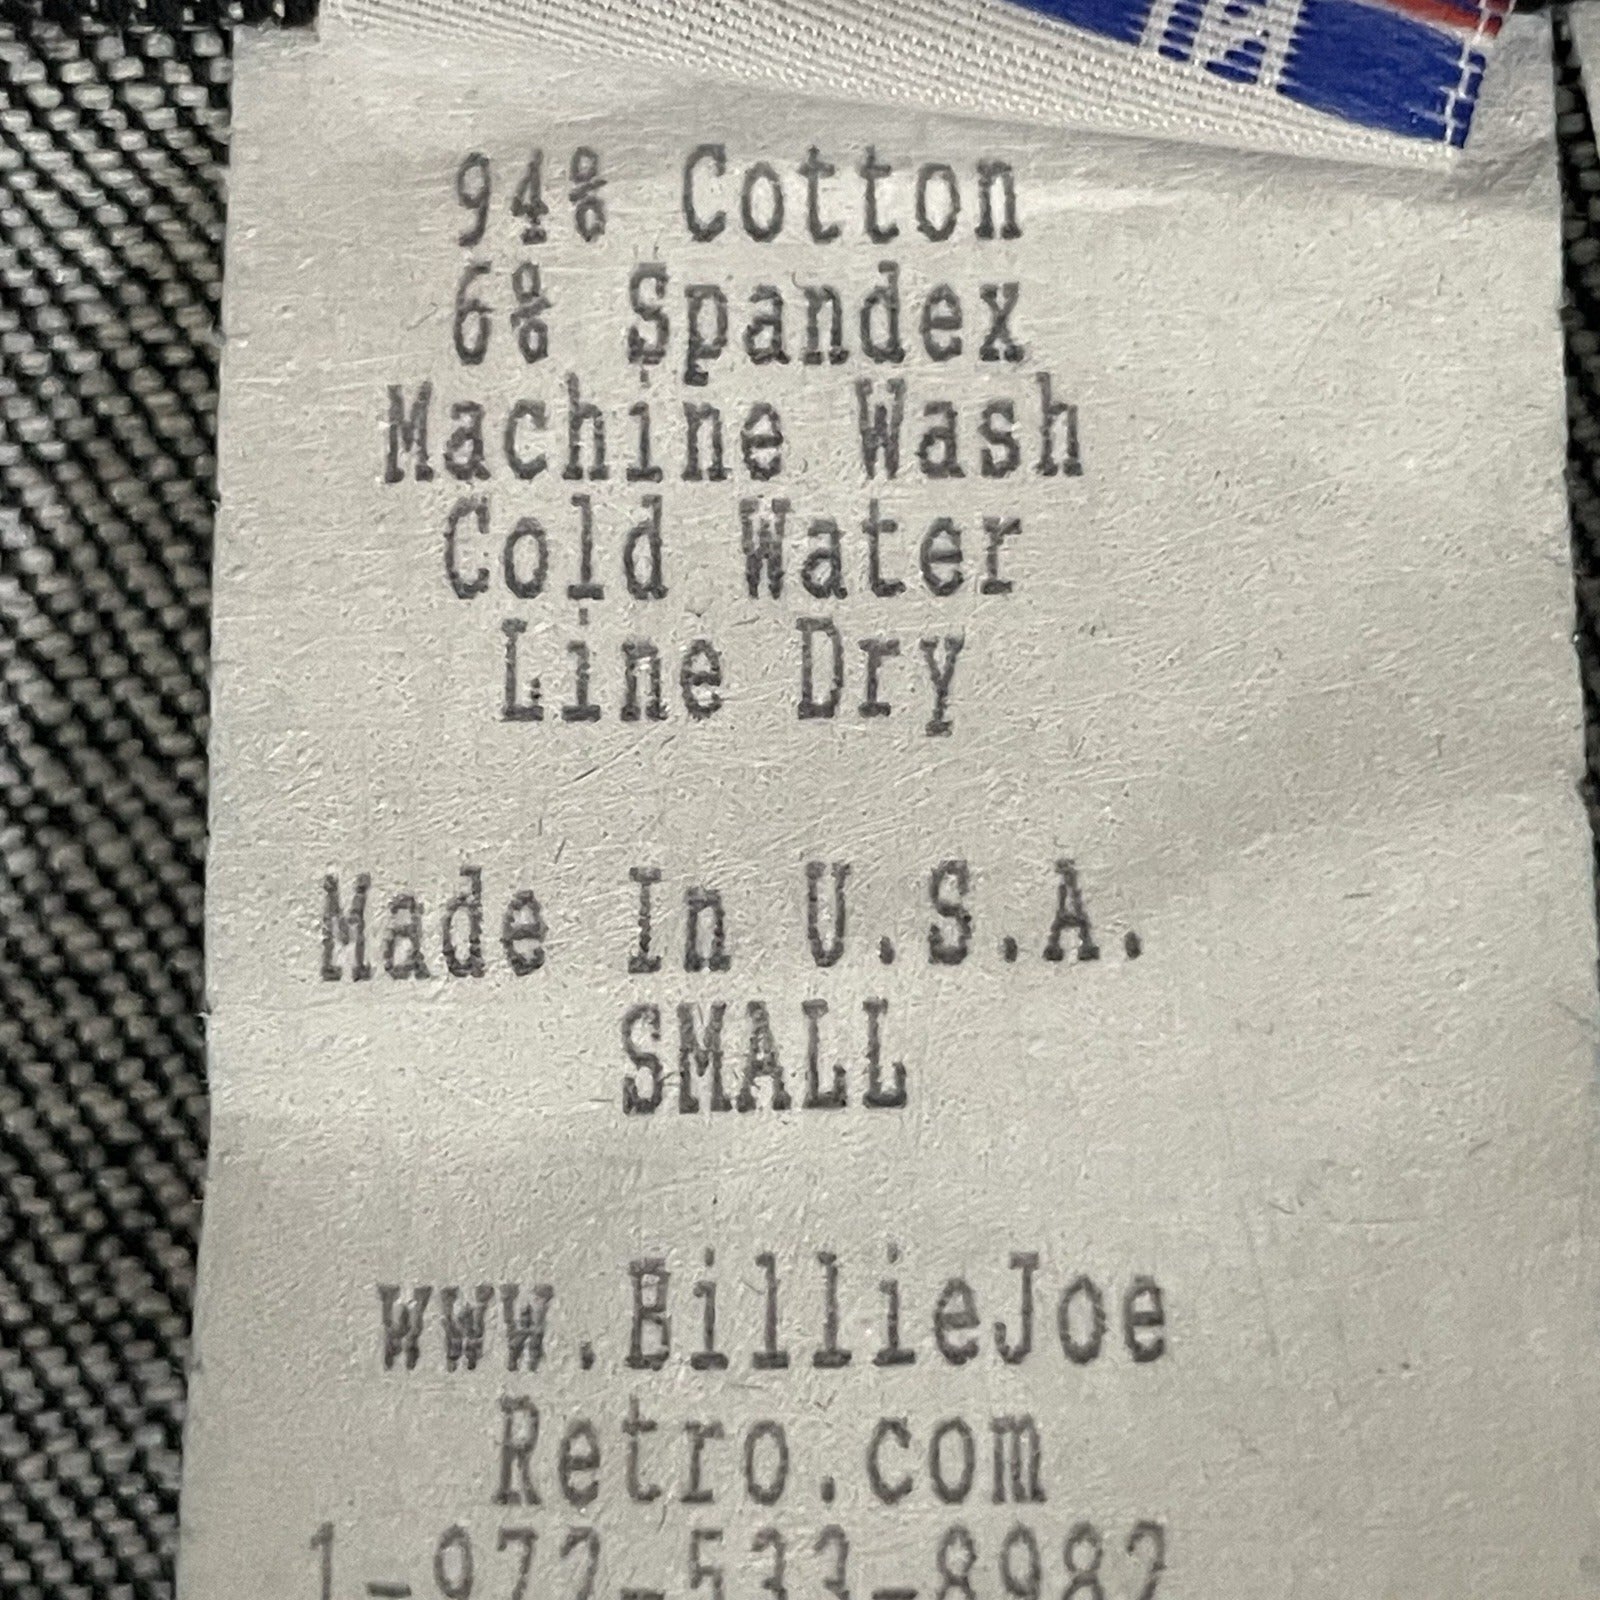 94% Cotton
6% Spandex
Machine Wash
Cold Water
Line Dry
Made In U.S.A.
SMALL
www.BillieJoe
Retro.com